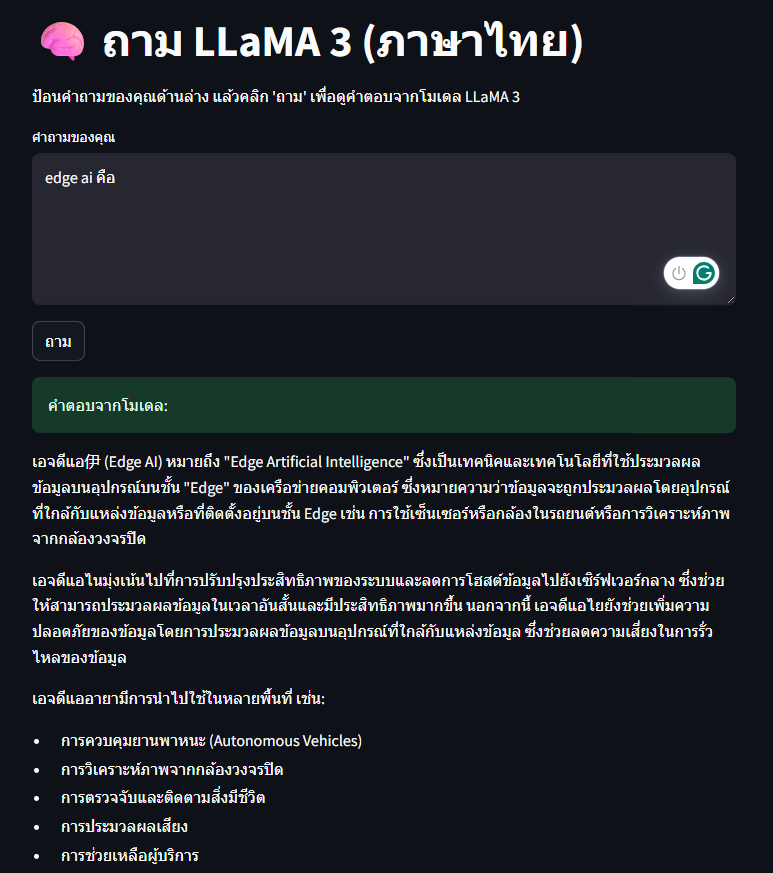 🧠 ถาม LLaMA 3 (ภาษาไทย)
ป้อนคำถามของคุณด้านล่าง แล้วคลิก 'ถาม' เพื่อดูคำตอบจากโมเดล LLaMA 3
คำถามของคุณ
edge ai คือ
ถาม
คำตอบจากโมเดล:
เอจดีแอ伊 (Edge AI) หมายถึง "Edge Artificial Intelligence" ซึ่งเป็นเทคนิคและเทคโนโลยีที่ใช้ประมวลผล
ข้อมูลบนอุปกรณ์บนชั้น "Edge" ของเครือข่ายคอมพิวเตอร์ ซึ่งหมายความว่าข้อมูลจะถูกประมวลผลโดยอุปกรณ์
ที่ใกล้กับแหล่งข้อมูลหรือที่ติดตั้งอยู่บนชั้น Edge เช่น การใช้เซ็นเซอร์หรือกล้องในรถยนต์หรือการวิเคราะห์ภาพ
จากกล้องวงจรปิด
เอจดีแอไนมุ่งเน้นไปที่การปรับปรุงประสิทธิภาพของระบบและลดการโฮสต์ข้อมูลไปยังเซิร์ฟเวอร์กลาง ซึ่งช่วย
ให้สามารถประมวลผลข้อมูลในเวลาอันสั้นและมีประสิทธิภาพมากขึ้น นอกจากนี้ เอจดีแอไยยังช่วยเพิ่มความ
ปลอดภัยของข้อมูลโดยการประมวลผลข้อมูลบนอุปกรณ์ที่ใกล้กับแหล่งข้อมูล ซึ่งช่วยลดความเสี่ยงในการรั่ว
ไหลของข้อมูล
เอจดีแออายามีการนำไปใช้ในหลายพื้นที่ เช่น:
• การควบคุมยานพาหนะ (Autonomous Vehicles)
• การวิเคราะห์ภาพจากกล้องวงจรปิด
• การตรวจจับและติดตามสิ่งมีชีวิต
• การประมวลผลเสียง
• การช่วยเหลือผู้บริการ